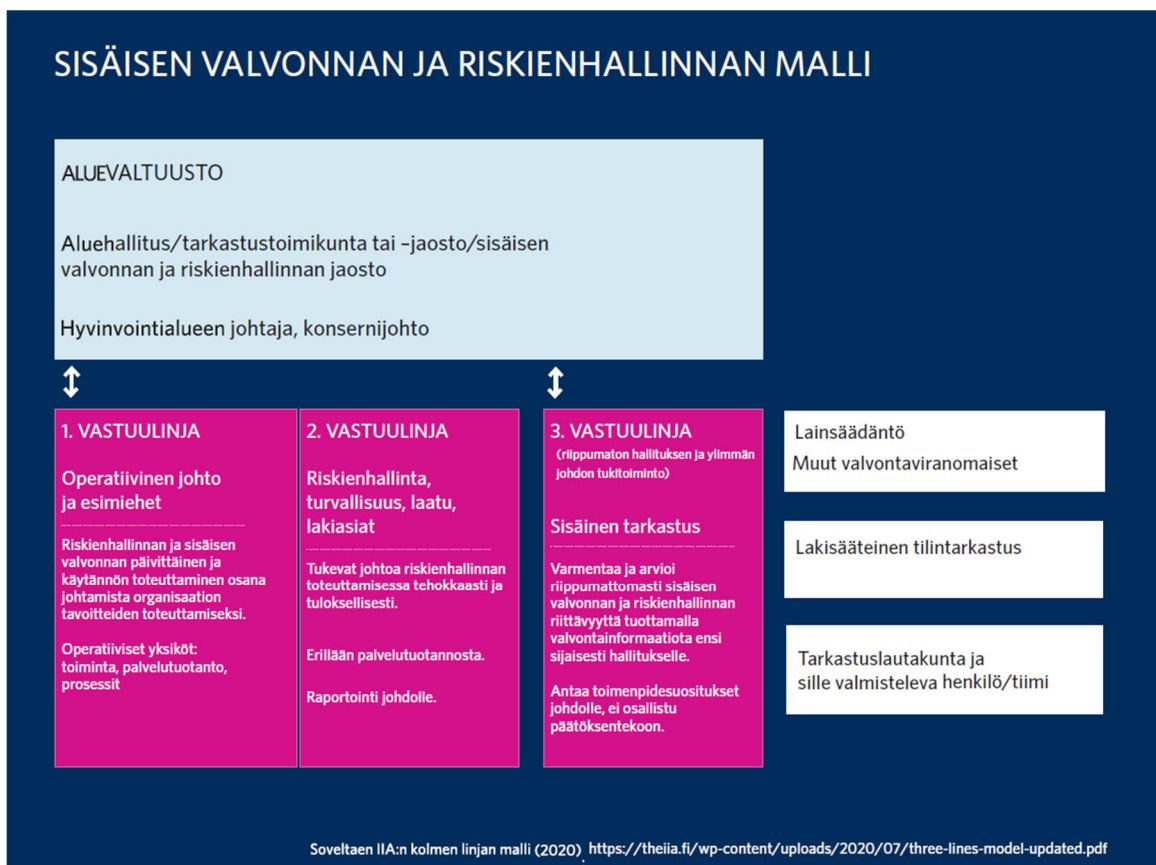 SISÄISEN VALVONNAN JA RISKIENHALLINNAN MALLI
ALUEVALTUUSTO
Aluehallitus/tarkastustoimikunta tai –jaosto/sisäisen
valvonnan ja riskienhallinnan jaosto
Hyvinvointialueen johtaja, konsernijohto
1. VASTUULINJA
Operatiivinen johto
ja esimiehet
Riskienhallinnan ja sisäisen
valvonnan päivittäinen ja
käytännön toteuttaminen osana
johtamista organisaation
tavoitteiden toteuttamiseksi.
Operatiiviset yksiköt:
toiminta, palvelutuotanto,
prosessit
2. VASTUULINJA
Riskienhallinta,
turvallisuus, laatu,
lakiasiat
Tukevat johtoa riskienhallinnan
toteuttamisessa tehokkaasti ja
tuloksellisesti.
Erillään palvelutuotannosta.
Raportointi johdolle.
3. VASTUULINJA
(riippumaton hallituksen ja ylimmän
johdon tukitoiminto)
Sisäinen tarkastus
Varmentaa ja arvioi
riippumattomasti sisäisen
valvonnan ja riskienhallinnan
riittävyyttä tuottamalla
valvontainformaatiota ensi
sijaisesti hallitukselle.
Antaa toimenpidesuositukset
johdolle, ei osallistu
päätöksentekoon.
Lainsäädäntö
Muut valvontaviranomaiset
Lakisääteinen tilintarkastus
Tarkastuslautakunta ja
sille valmisteleva henkilö/tiimi
Soveltaen IIA:n kolmen linjan malli (2020), https://theiia.fi/wp-content/uploads/2020/07/three-lines-model-updated.pdf